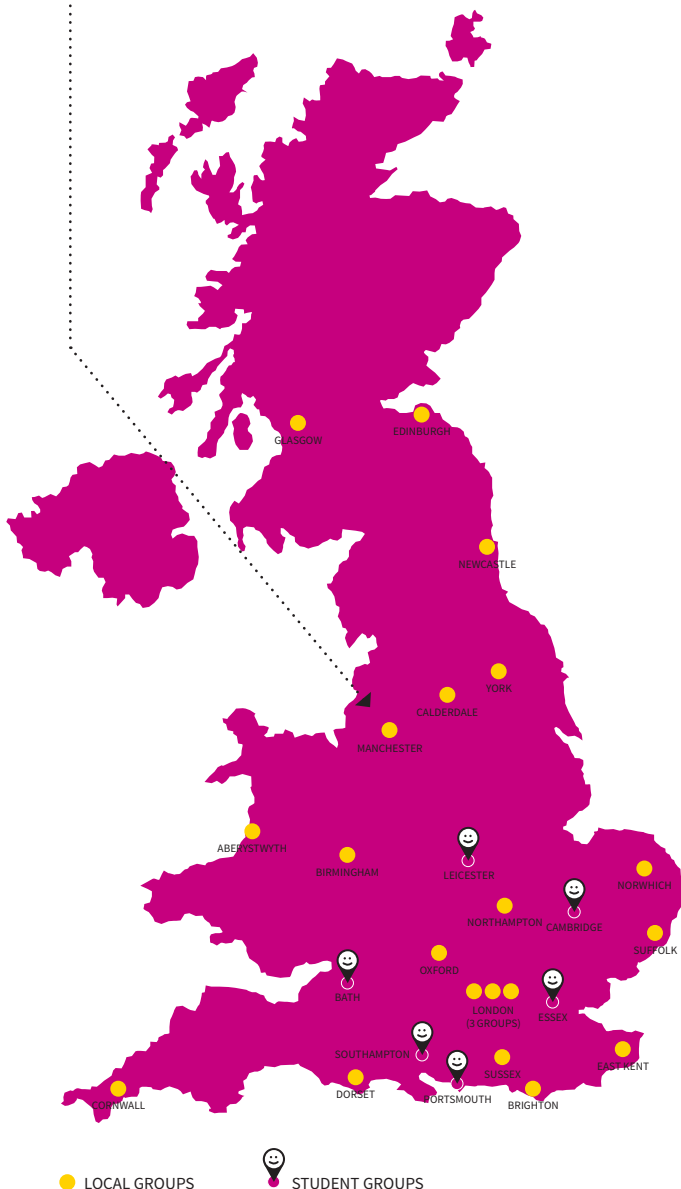 GLASGOW
EDINBURGH
NEWCASTLE
YORK
CALDERDALE
MANCHESTER
ABERYSTWYTH
BIRMINGHAM
LEICESTER
NORWHICH
NORTHAMPTON
CAMBRIDGE
SUFFOLK
OXFORD
BATH
LONDON
(3 GROUPS)
ESSEX
SOUTHAMPTON
EAST KENT
SUSSEX
DORSET
PORTSMOUTH
BRIGHTON
CORNWALL
LOCAL GROUPS
STUDENT GROUPS